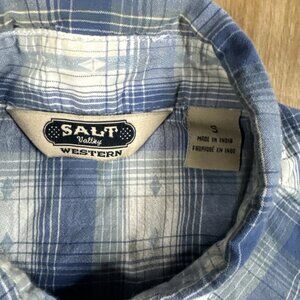 SALT
Valley
WESTERN
S
MADE IN INDIA
FABRIQUÉ EN INDE